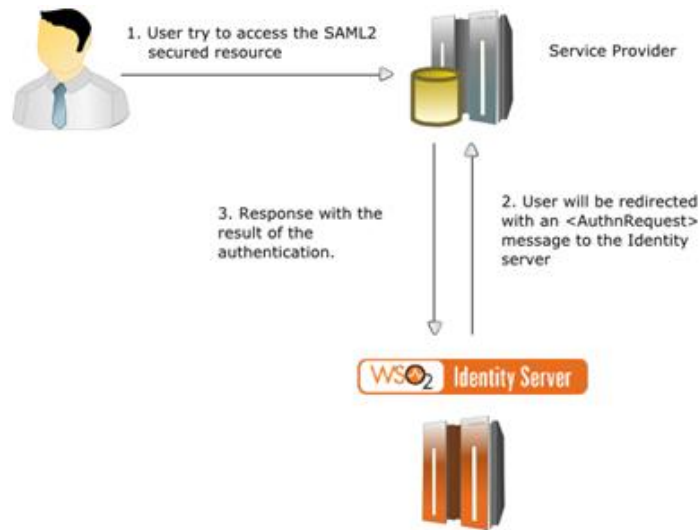 1. User try to access the SAML2
secured resource
Service Provider
3. Response with the
result of the
authentication.
2. User will be redirected
with an <AuthnRequest>
message to the Identity
server
WSO2 Identity Server